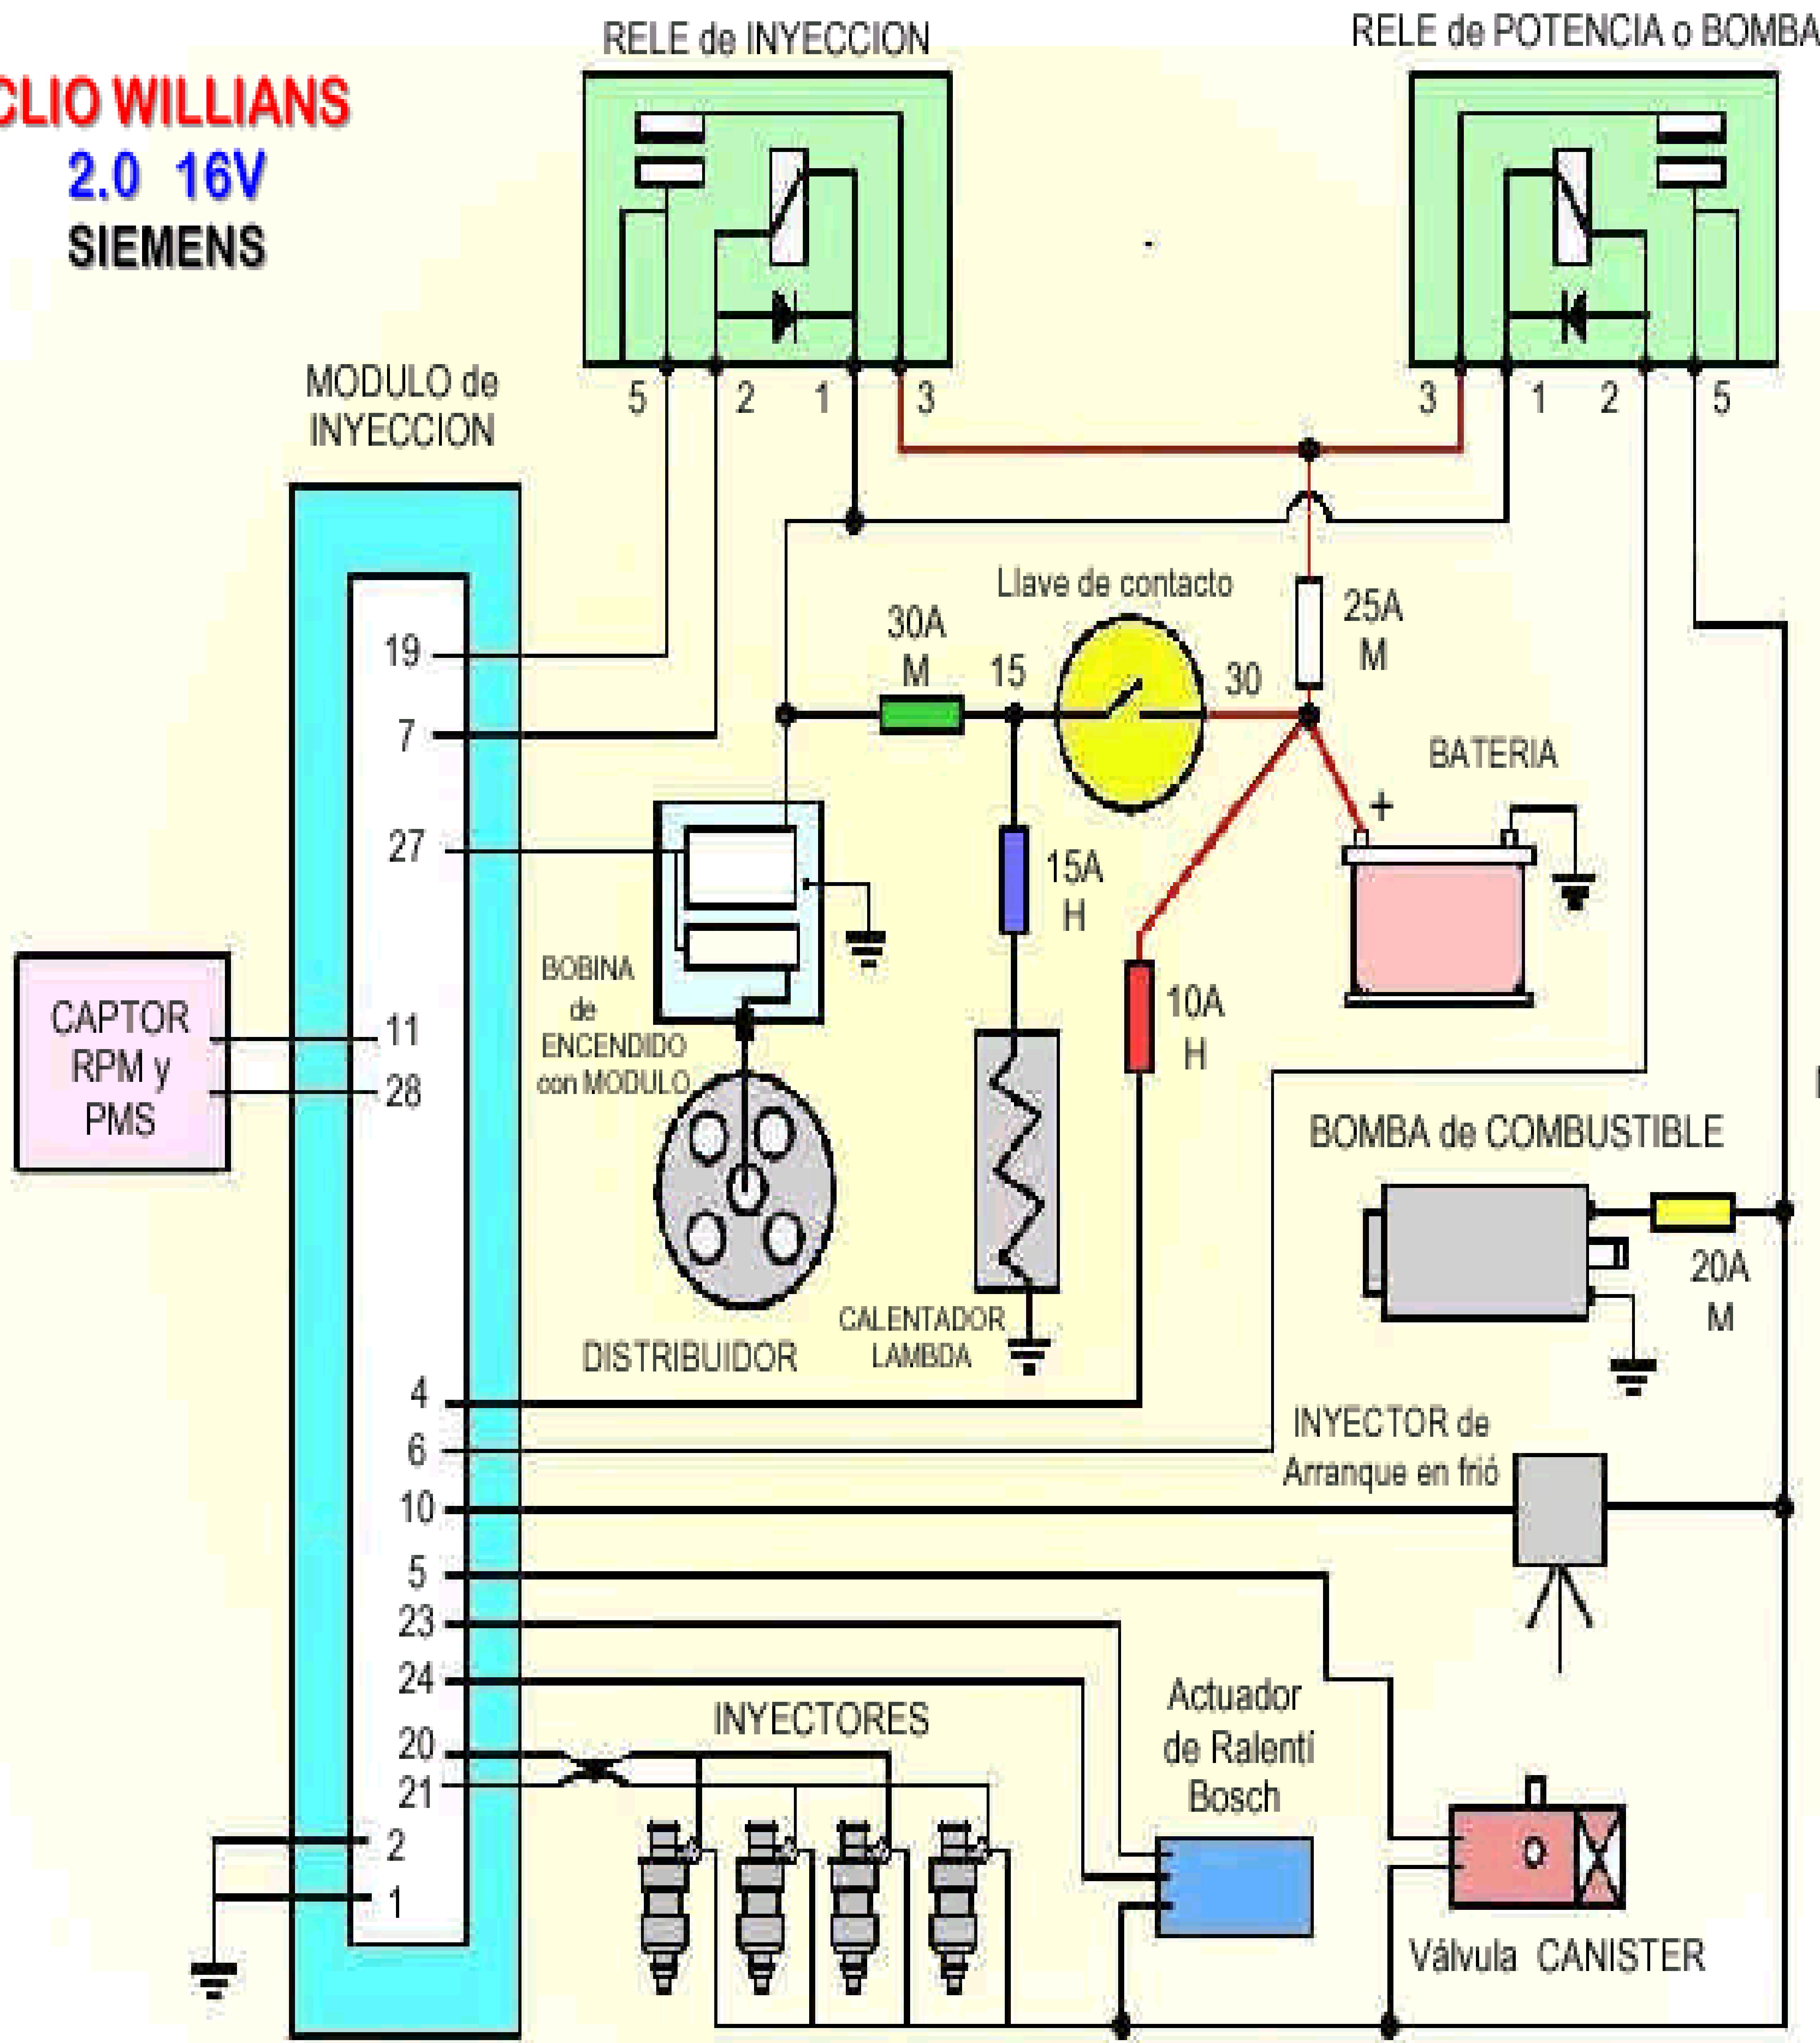 RELE de INYECCION
RELE de POTENCIA o BOMBA
CLIO WILLIANS
2.0 16V
SIEMENS
5 2 1 3
3 1 2 5
MODULO de
INYECCION
Llave de contacto
30A
M
15
30
25A
M
19
7
BATERIA
+
27
15A
H
BOBINA
de
ENCENDIDO
con MODULO
10A
H
CAPTOR
RPM y
PMS
11
28
BOMBA de COMBUSTIBLE
20A
M
DISTRIBUIDOR
CALENTADOR
LAMBDA
4
6
INYECTOR de
Arranque en frió
10
5
23
24
20
21
2
1
INYECTORES
Actuador
de Ralenti
Bosch
Válvula CANISTER